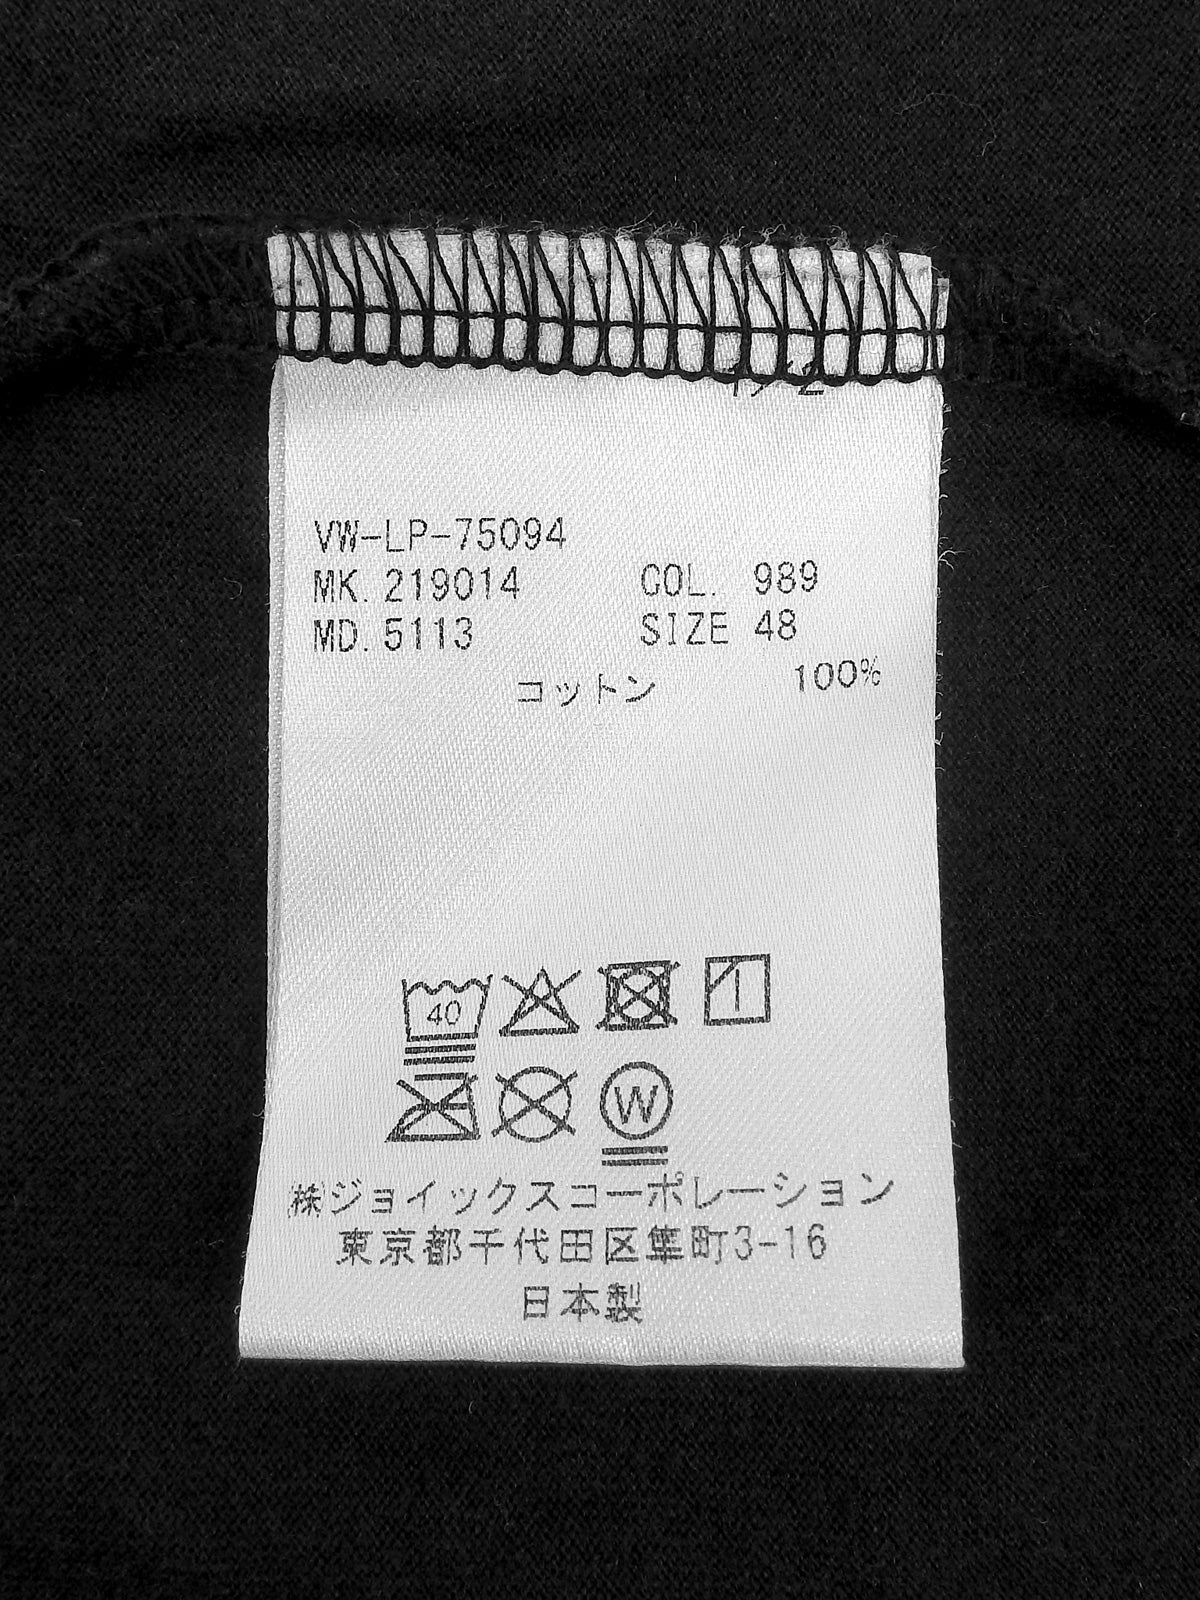 VW-LP-75094
MK. 219014 COL. 989
MD. 5113 SIZE 48
コットン 100%
40
W
㈱ジョイックスコーポレーション
東京都千代田区隼町3-16
日本製